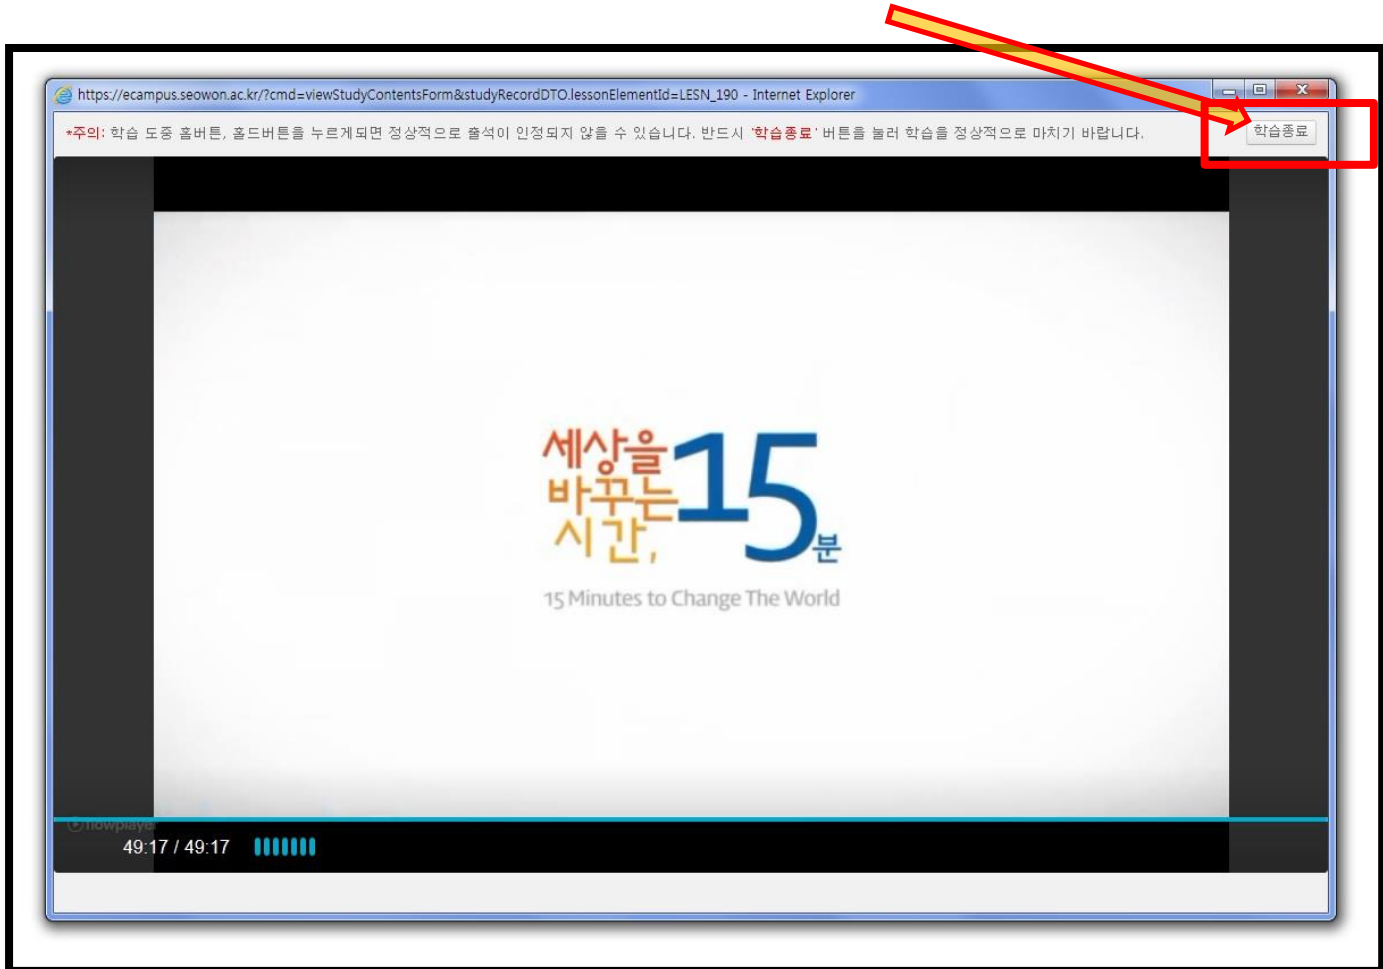 https://ecampus.seowon.ac.kr/?cmd=viewStudyContentsForm&studyRecordDTO.lessonElementId=LESN_190 - Internet Explorer
*주의: 학습 도중 홈버튼, 홀드버튼을 누르게되면 정상적으로 출석이 인정되지 않을 수 있습니다. 반드시 '학습종료' 버튼을 눌러 학습을 정상적으로 마치기 바랍니다.
학습종료
세상을
바꾸는
시간,
15분
15 Minutes to Change The World
nowplayer
49:17 / 49:17